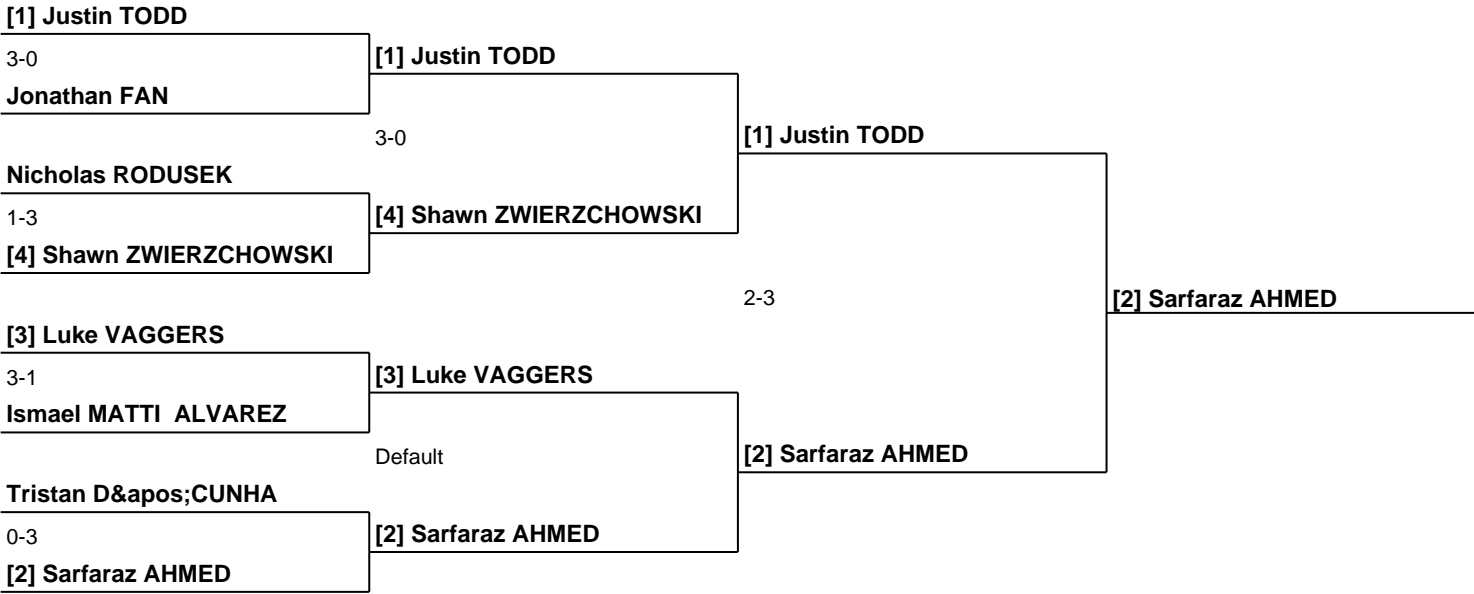 [1] Justin TODD
3-0
[1] Justin TODD
Jonathan FAN
3-0
[1] Justin TODD
Nicholas RODUSEK
1-3
[4] Shawn ZWIERZCHOWSKI
[4] Shawn ZWIERZCHOWSKI
2-3
[2] Sarfaraz AHMED
[3] Luke VAGGERS
3-1
[3] Luke VAGGERS
Ismael MATTI  ALVAREZ
Default
[2] Sarfaraz AHMED
Tristan D&apos;CUNHA
0-3
[2] Sarfaraz AHMED
[2] Sarfaraz AHMED